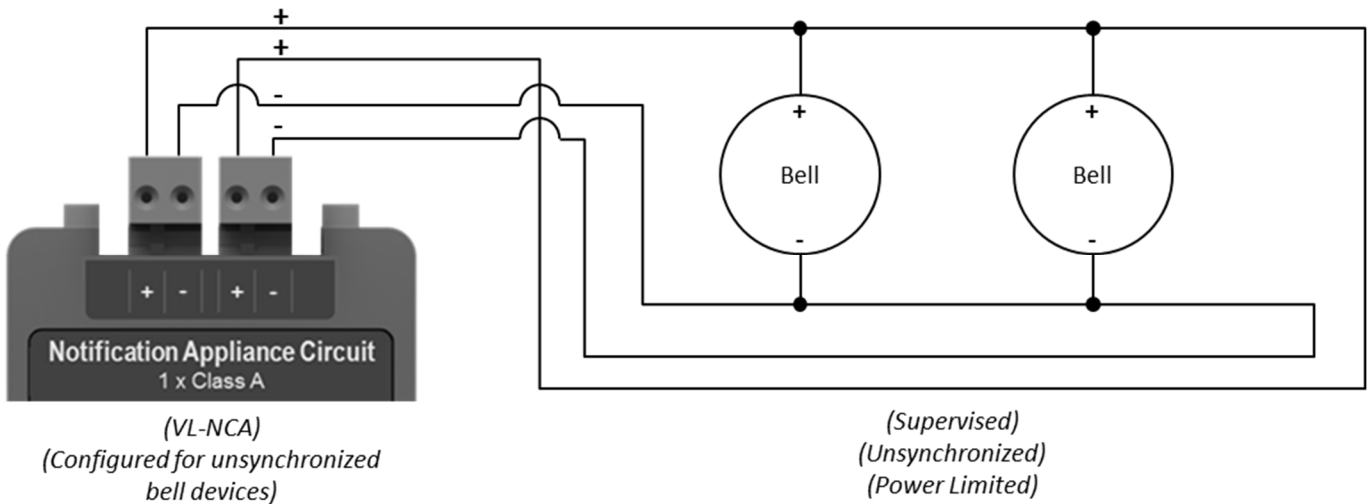 +
+
-
-
+ +
Bell Bell
- -
+ - + -
Notification Appliance Circuit
1 x Class A
(VL-NCA)
(Configured for unsynchronized
bell devices)
(Supervised)
(Unsynchronized)
(Power Limited)